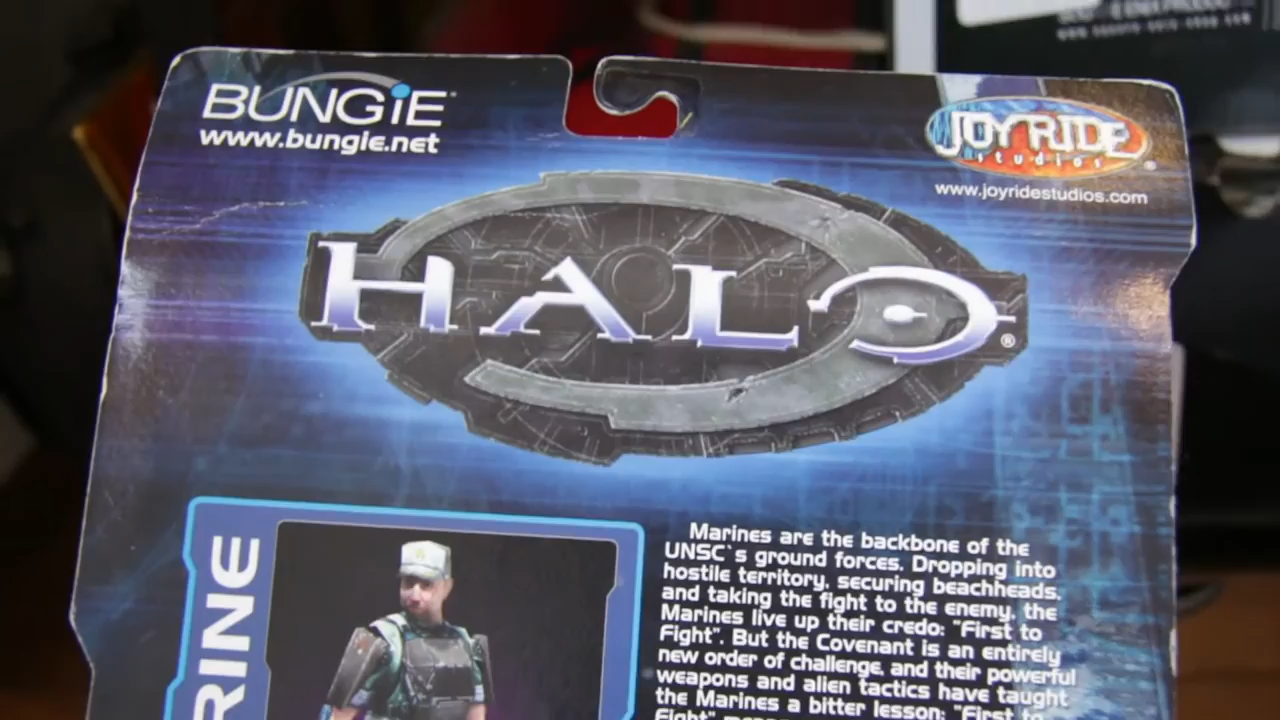 BUNGiE
www.bungie.net
JOYRIDE
studios®
www.joyridestudios.com
HALO®
RINE
Marines are the backbone of the
UNSC`s ground forces. Dropping into
hostile territory, securing beachheads,
and taking the fight to the enemy, the
Marines live up their credo: "First to
Fight". But the Covenant is an entirely
new order of challenge, and their powerful
weapons and alien tactics have taught
the Marines a bitter lesson: "First to
Fight"